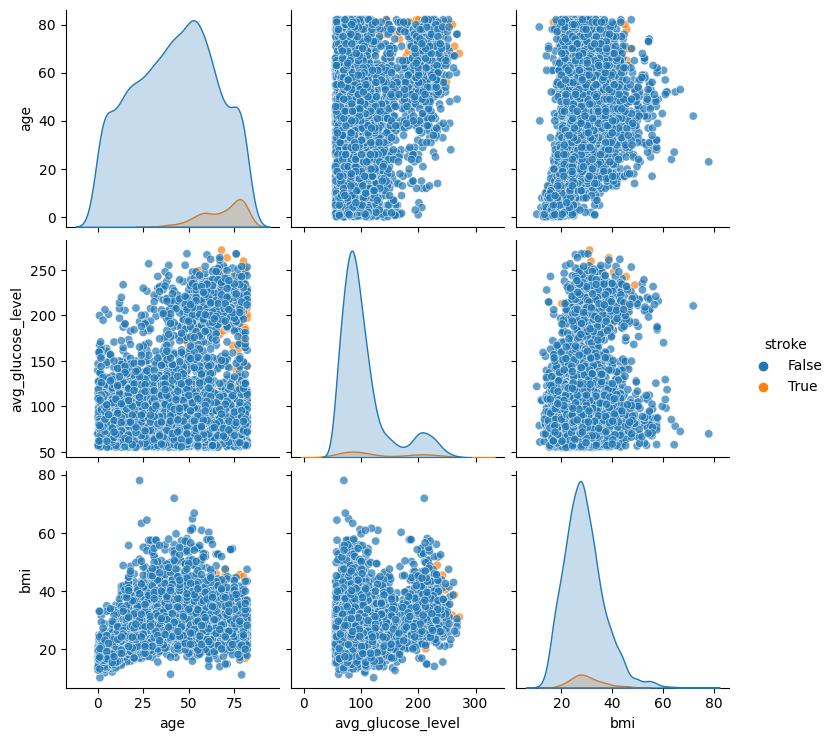 80
60
40
20
0
age
250
200
150
100
50
avg_glucose_level
stroke
False
True
80
60
40
20
bmi
0 25 50 75
0 100 200 300
20 40 60 80
age
avg_glucose_level
bmi